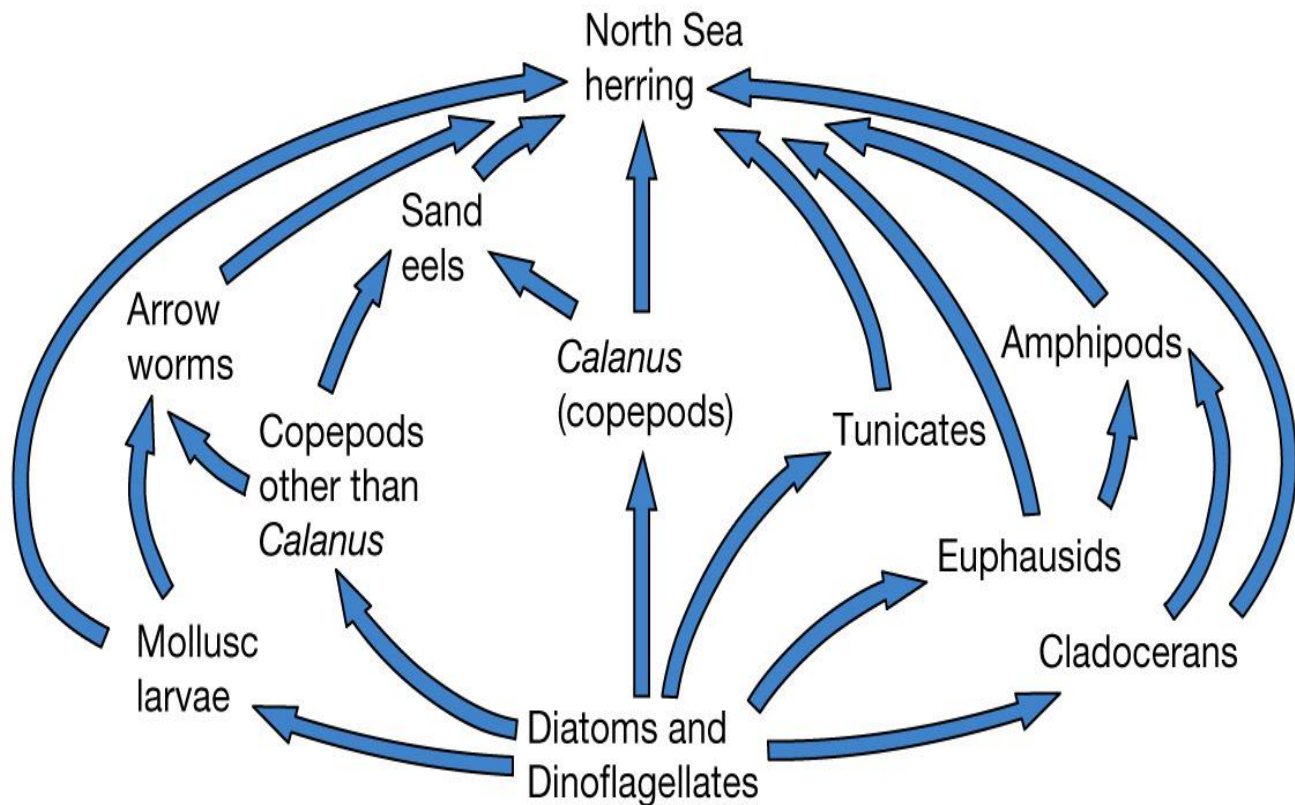 North Sea
herring
Sand
eels
Arrow
worms
Calanus
(copepods)
Amphipods
Copepods
other than
Calanus
Tunicates
Euphausids
Mollusc
larvae
Cladocerans
Diatoms and
Dinoflagellates